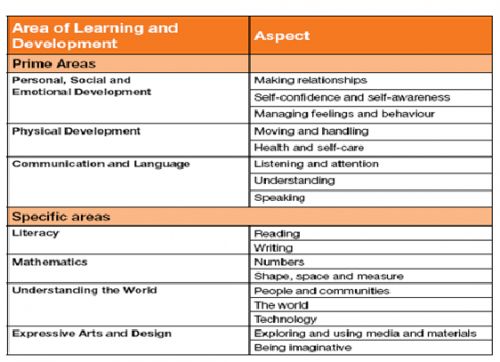 Area of Learning and Development Aspect
Prime Areas
Personal, Social and Emotional Development Making relationships
Self-confidence and self-awareness
Managing feelings and behaviour
Physical Development Moving and handling
Health and self-care
Communication and Language Listening and attention
Understanding
Speaking
Specific areas
Literacy Reading
Writing
Mathematics Numbers
Shape, space and measure
Understanding the World People and communities
The world
Technology
Expressive Arts and Design Exploring and using media and materials
Being imaginative